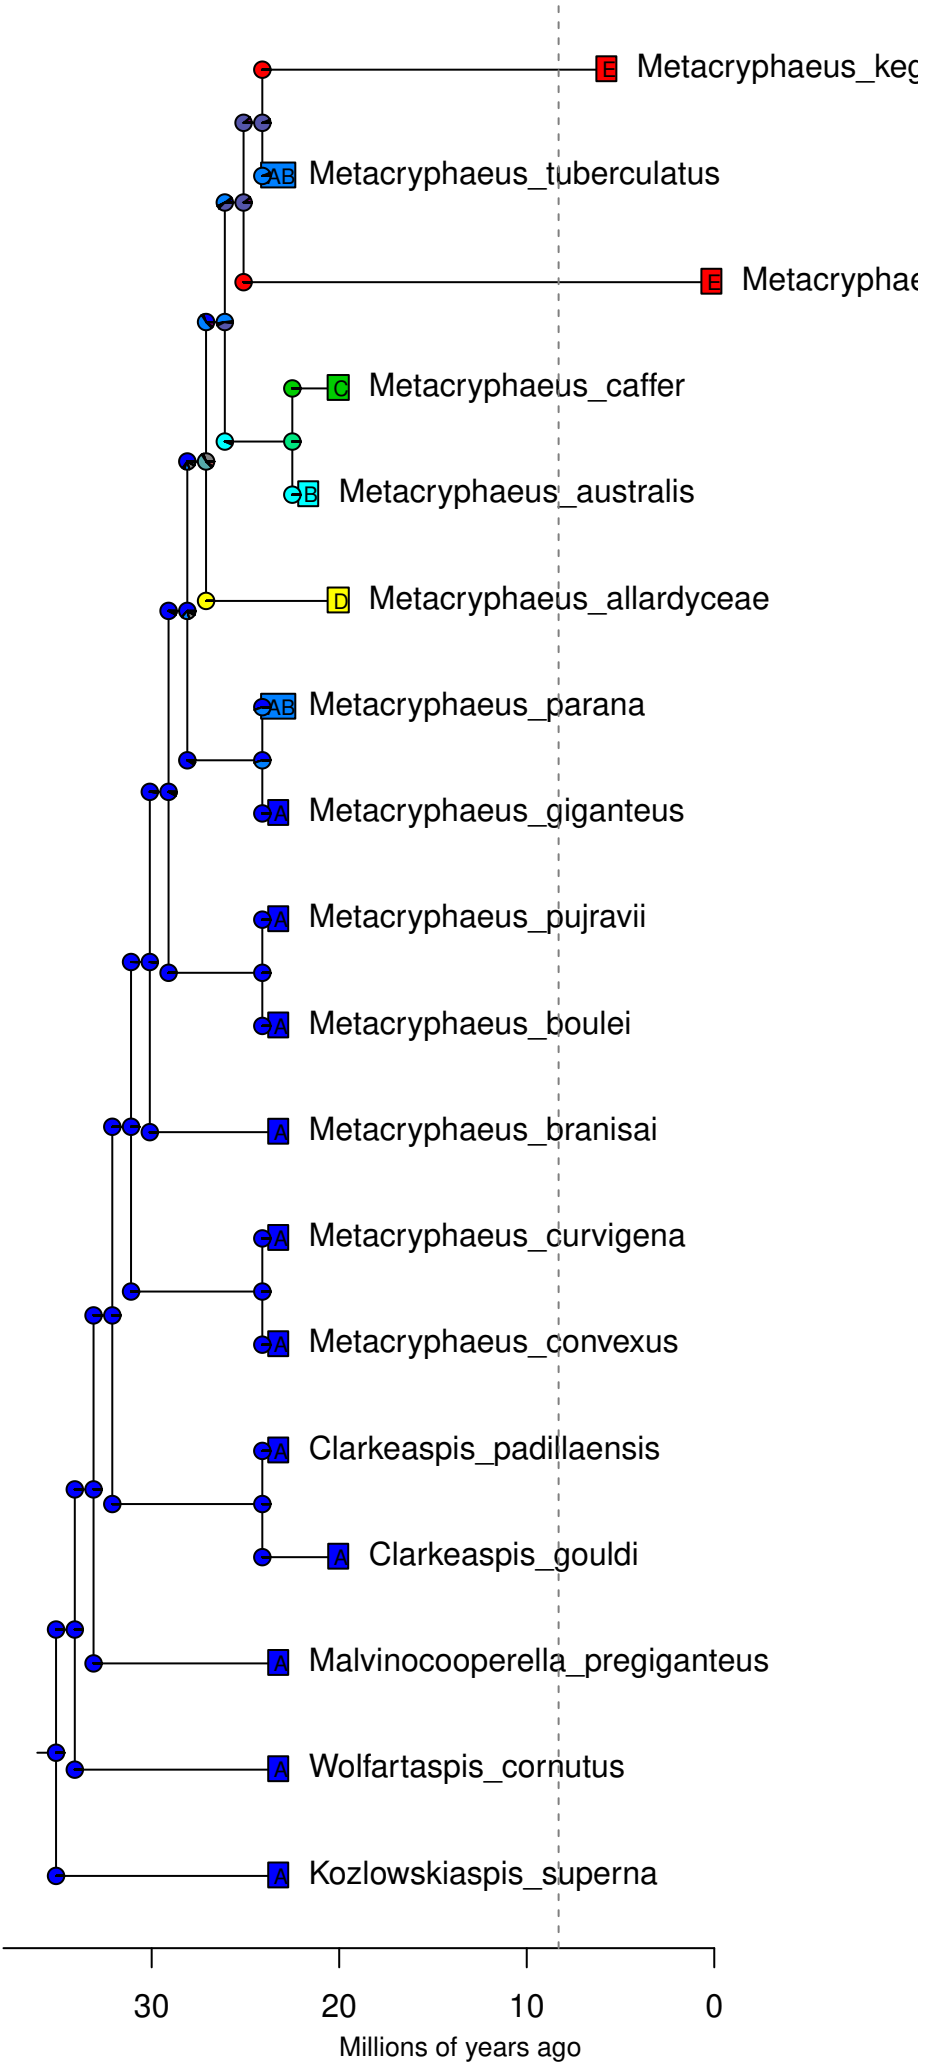 E Metacryphaeus_keg
AB Metacryphaeus_tuberculatus
E Metacryphae
C Metacryphaeus_caffer
B Metacryphaeus_australis
D Metacryphaeus_allardyceae
AB Metacryphaeus_parana
A Metacryphaeus_giganteus
A Metacryphaeus_pujravii
A Metacryphaeus_boulei
A Metacryphaeus_branisai
A Metacryphaeus_curvigena
A Metacryphaeus_convexus
A Clarkeaspis_padillaensis
A Clarkeaspis_gouldi
A Malvinocooperella_pregiganteus
A Wolfartaspis_cornutus
A Kozlowskiaspis_superna
30 20 10 0
Millions of years ago